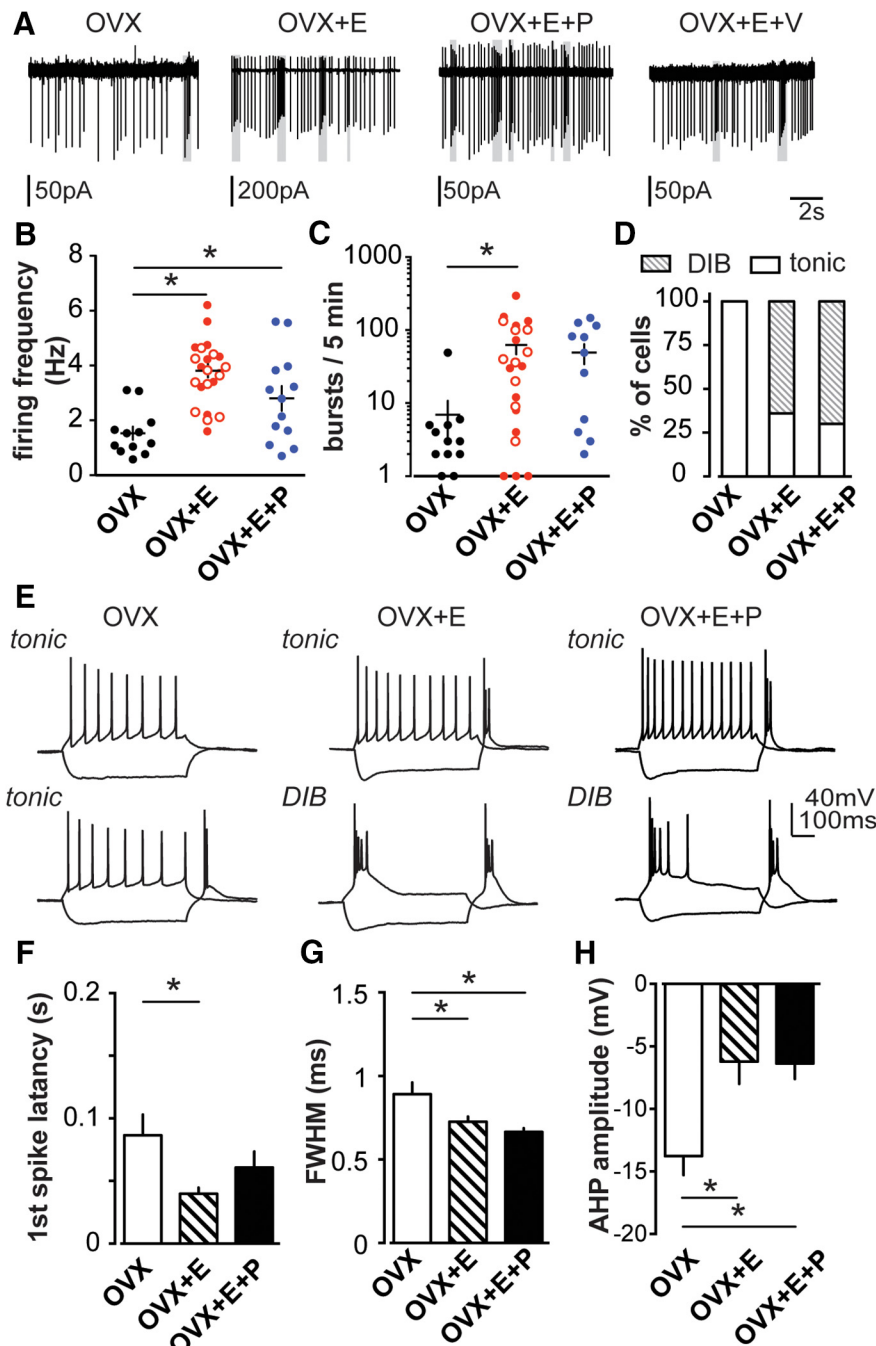 A
OVX OVX+E OVX+E+P OVX+E+V
50pA 200pA 50pA 50pA
2s
B
firing frequency (Hz)
8
6
4
2
0
* *
OVX OVX+E OVX+E+P
C
bursts / 5 min
1000
100
10
1
*
OVX OVX+E OVX+E+P
D
DIB tonic
% of cells
100
75
50
25
0
OVX OVX+E OVX+E+P
E
OVX OVX+E OVX+E+P
tonic tonic tonic
tonic DIB DIB
40mV
100ms
F
1st spike latancy (s)
0.2
0.1
0
*
OVX OVX+E OVX+E+P
G
FWHM (ms)
1.5
1
0.5
0
* *
OVX OVX+E OVX+E+P
H
AHP amplitude (mV)
0
-5
-10
-15
-20
* *
OVX OVX+E OVX+E+P